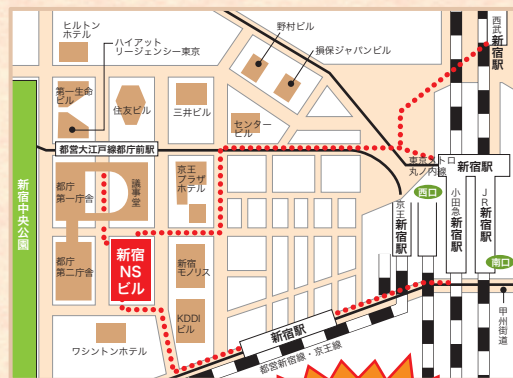 ヒルトン
ホテル
ハイアット
リージェンシー東京
野村ビル
損保ジャパンビル
西武
新宿駅
第一生命
ビル
住友ビル
三井ビル
センター
ビル
都営大江戸線都庁前駅
東京メトロ
丸ノ内線
新宿駅
新宿中央公園
都庁
第一庁舎
議事堂
京王
プラザ
ホテル
西口
京王
新宿駅
小田急
新宿駅
JR
新宿駅
南口
都庁
第二庁舎
新宿
NS
ビル
新宿
モノリス
KDDI
ビル
ワシントンホテル
新宿駅
都営新宿線・京王線
甲州街道